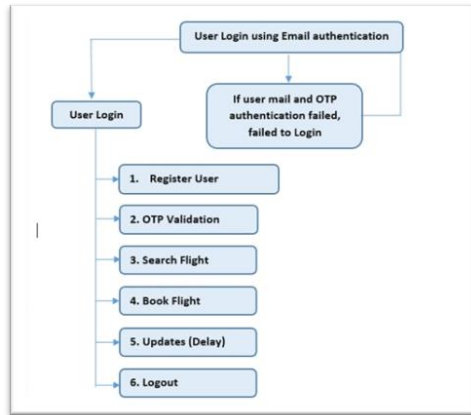 User Login using Email authentication
If user mail and OTP
authentication failed,
failed to Login
User Login
1. Register User
2. OTP Validation
3. Search Flight
4. Book Flight
5. Updates (Delay)
6. Logout